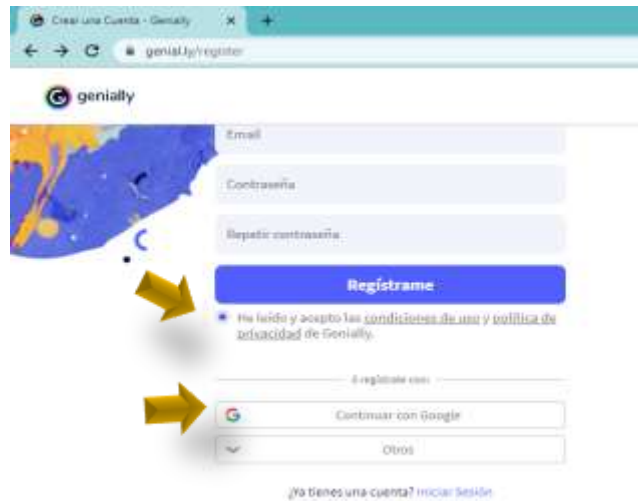 Crear una Cuenta - Genially
genial.ly/register
genially
Email
Contraseña
Repetir contraseña
Regístrame
He leído y acepto las condiciones de uso y política de
privacidad de Genially.
O regístrate con:
Continuar con Google
Otros
¿Ya tienes una cuenta? Iniciar Sesión